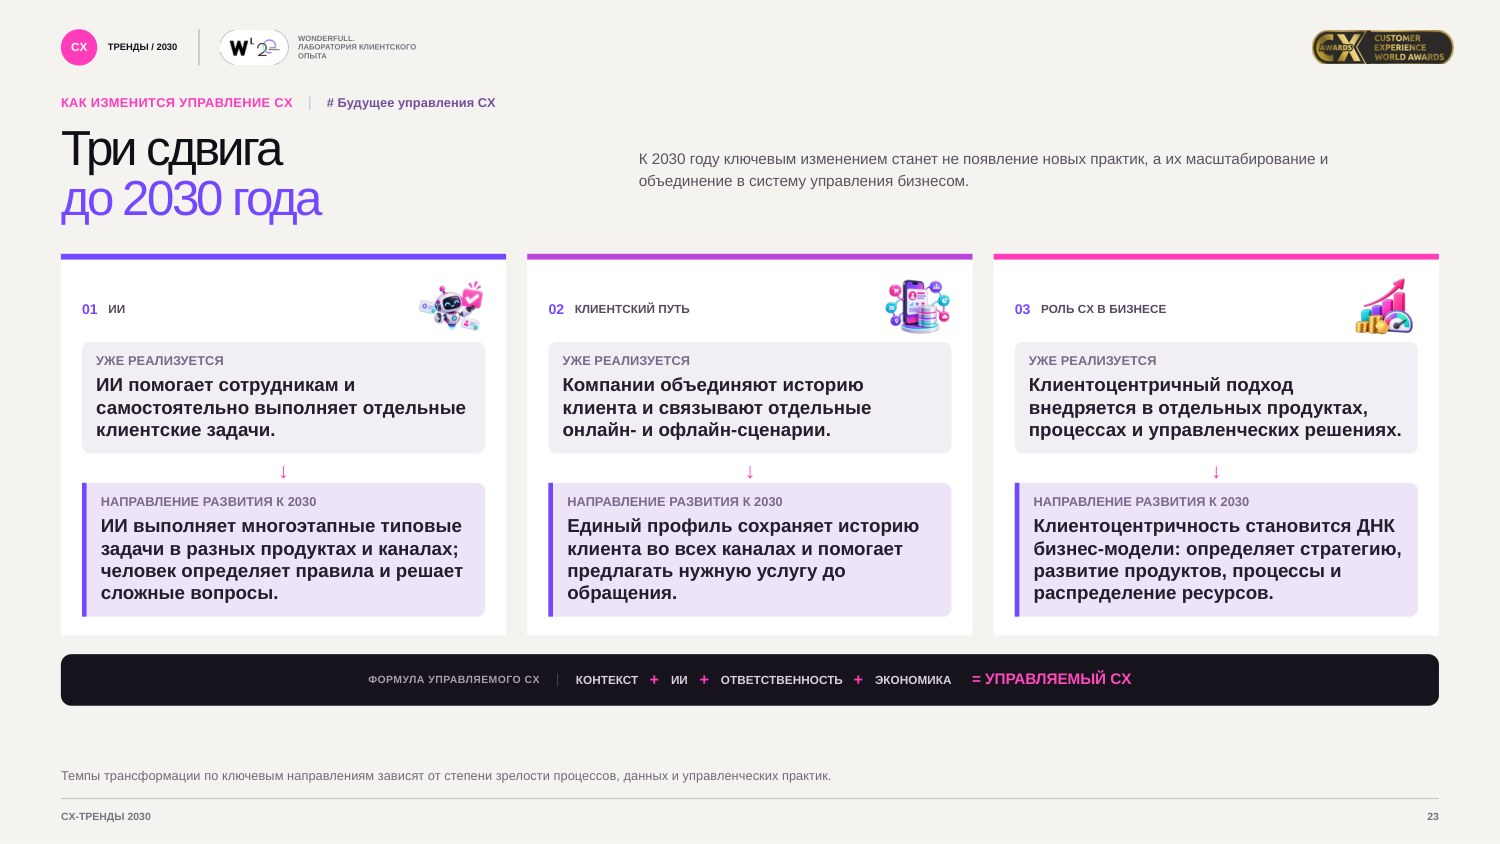 CX
ТРЕНДЫ / 2030
WL 20
WONDERFULL.
ЛАБОРАТОРИЯ КЛИЕНТСКОГО
ОПЫТА
AWARDS CX
CUSTOMER
EXPERIENCE
WORLD AWARDS
КАК ИЗМЕНИТСЯ УПРАВЛЕНИЕ CX | # Будущее управления CX
Три сдвига
до 2030 года
К 2030 году ключевым изменением станет не появление новых практик, а их масштабирование и
объединение в систему управления бизнесом.
01 ИИ
УЖЕ РЕАЛИЗУЕТСЯ
ИИ помогает сотрудникам и
самостоятельно выполняет отдельные
клиентские задачи.
↓
НАПРАВЛЕНИЕ РАЗВИТИЯ К 2030
ИИ выполняет многоэтапные типовые
задачи в разных продуктах и каналах;
человек определяет правила и решает
сложные вопросы.
02 КЛИЕНТСКИЙ ПУТЬ
УЖЕ РЕАЛИЗУЕТСЯ
Компании объединяют историю
клиента и связывают отдельные
онлайн- и офлайн-сценарии.
↓
НАПРАВЛЕНИЕ РАЗВИТИЯ К 2030
Единый профиль сохраняет историю
клиента во всех каналах и помогает
предлагать нужную услугу до
обращения.
03 РОЛЬ CX В БИЗНЕСЕ
УЖЕ РЕАЛИЗУЕТСЯ
Клиентоцентричный подход
внедряется в отдельных продуктах,
процессах и управленческих решениях.
↓
НАПРАВЛЕНИЕ РАЗВИТИЯ К 2030
Клиентоцентричность становится ДНК
бизнес-модели: определяет стратегию,
развитие продуктов, процессы и
распределение ресурсов.
ФОРМУЛА УПРАВЛЯЕМОГО CX | КОНТЕКСТ + ИИ + ОТВЕТСТВЕННОСТЬ + ЭКОНОМИКА = УПРАВЛЯЕМЫЙ CX
Темпы трансформации по ключевым направлениям зависят от степени зрелости процессов, данных и управленческих практик.
CX-ТРЕНДЫ 2030
23